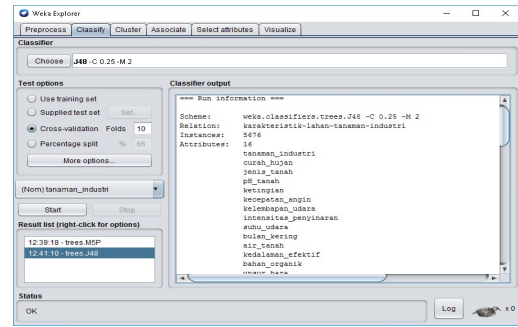 Weka Explorer
Preprocess Classify Cluster Associate Select attributes Visualize
Classifier
Choose J48 -C 0.25 -M 2
Test options
Use training set
Supplied test set Set...
Cross-validation Folds 10
Percentage split % 66
More options...
(Nom) tanaman_industri
Start Stop
Result list (right-click for options)
12:39:18 - trees.M5P
12:41:10 - trees.J48
Classifier output
=== Run information ===
Scheme: weka.classifiers.trees.J48 -C 0.25 -M 2
Relation: karakteristik-lahan-tanaman-industri
Instances: 5676
Attributes: 16
tanaman_industri
curah_hujan
jenis_tanah
pH_tanah
ketingian
kecepatan_angin
kelembapan_udara
intensitas_penyinaran
suhu_udara
bulan_kering
air_tanah
kedalaman_efektif
bahan_organik
unsur_hara
Status
OK
Log
x 0